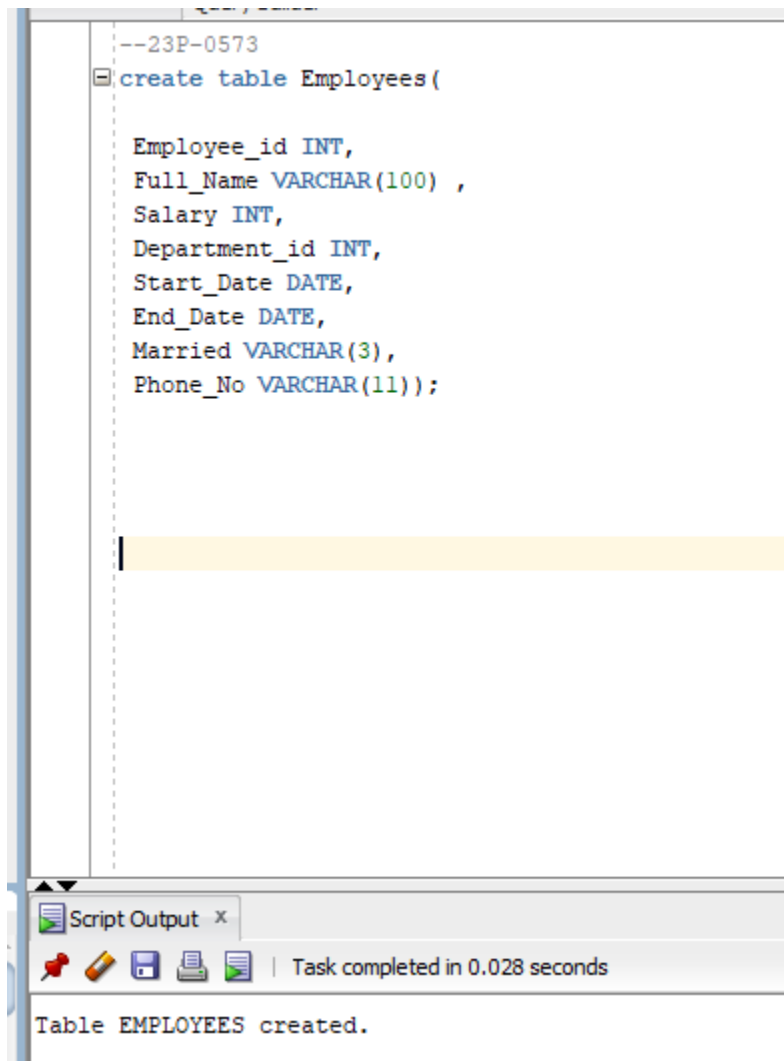 --23P-0573
create table Employees(
Employee_id INT,
Full_Name VARCHAR(100) ,
Salary INT,
Department_id INT,
Start_Date DATE,
End_Date DATE,
Married VARCHAR(3),
Phone_No VARCHAR(11));
Script Output x
Task completed in 0.028 seconds
Table EMPLOYEES created.